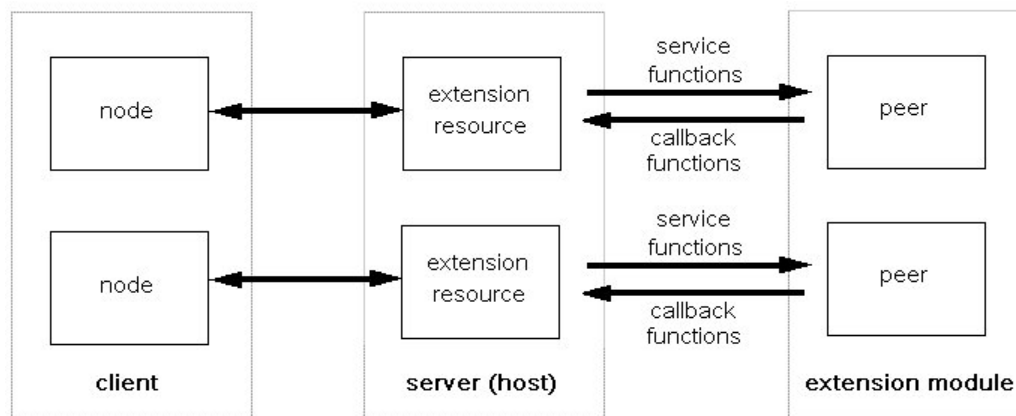 service
functions
node
extension
resource
peer
callback
functions
service
functions
node
extension
resource
peer
callback
functions
client
server (host)
extension module